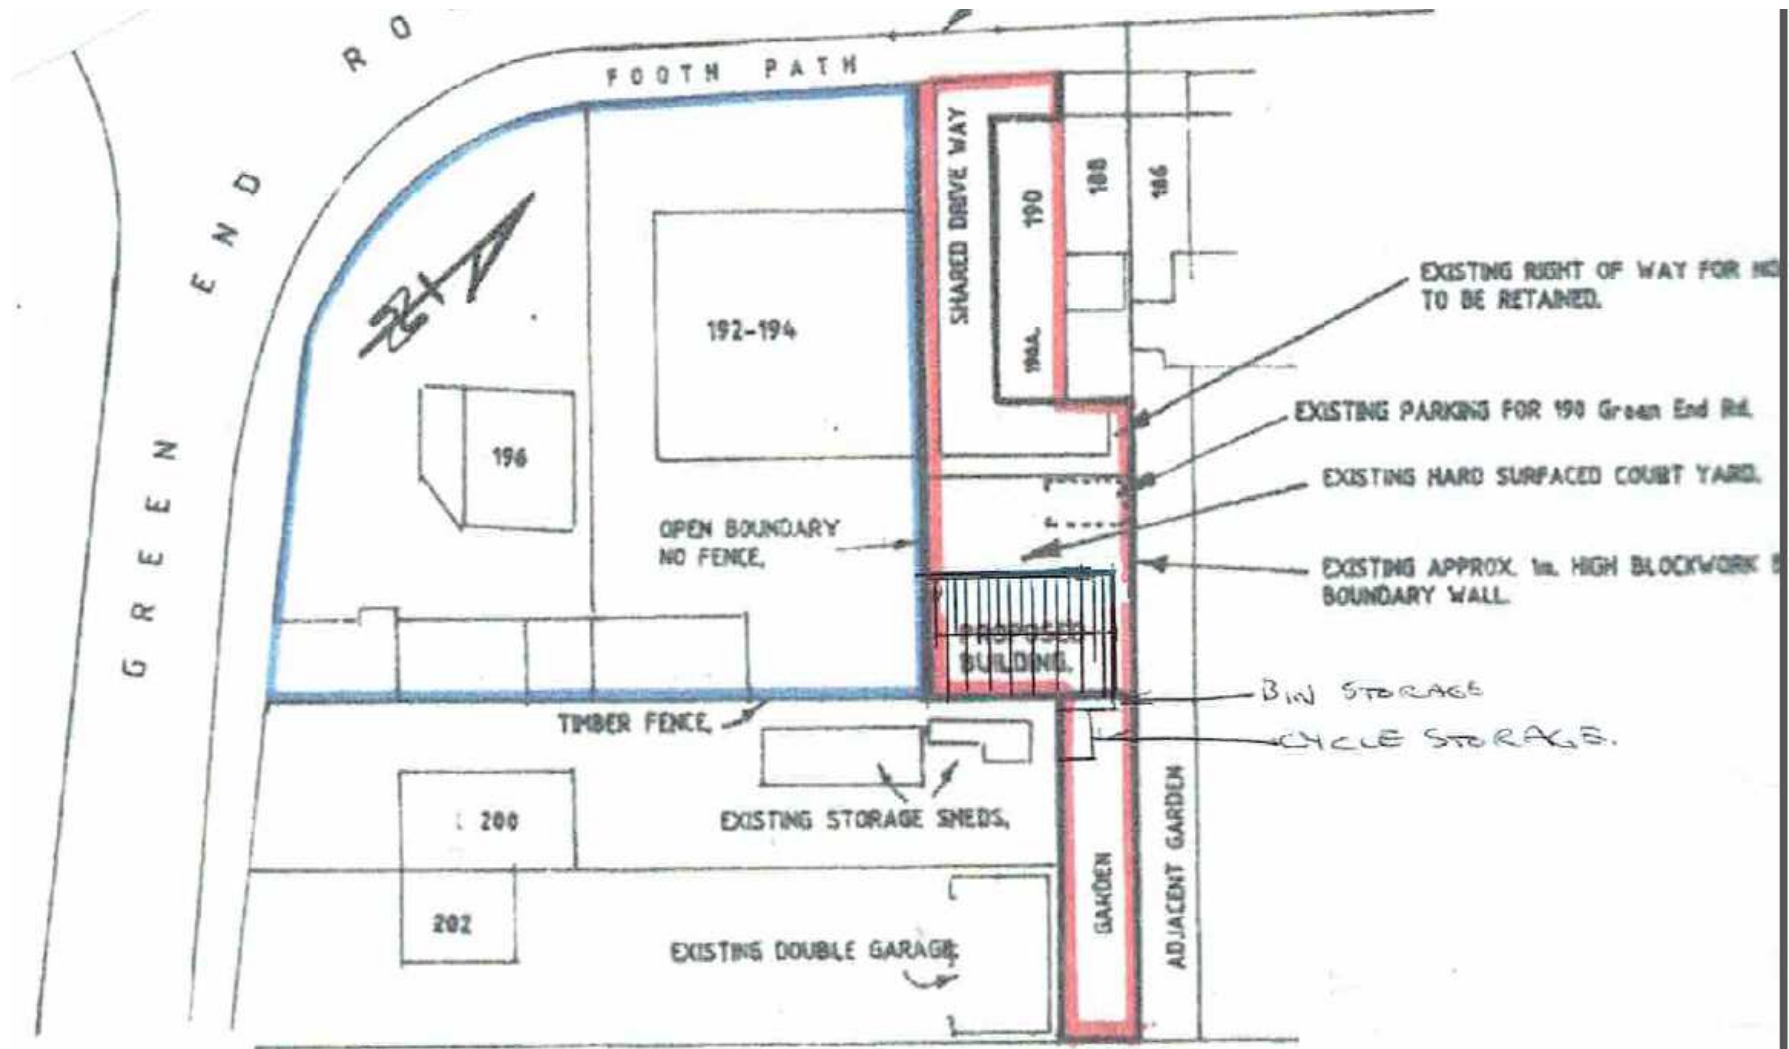 GREEN END RO
FOOTH PATH
SHARED DRIVE WAY
190
190A.
188
186
192-194
196
EXISTING RIGHT OF WAY FOR NO
TO BE RETAINED.
EXISTING PARKING FOR 190 Green End Rd.
EXISTING HARD SURFACED COURT YARD.
OPEN BOUNDARY
NO FENCE.
EXISTING APPROX. 1m. HIGH BLOCKWORK
BOUNDARY WALL.
PROPOSED
BUILDING.
BIN STORAGE
TIMBER FENCE.
CYCLE STORAGE.
200
EXISTING STORAGE SHEDS.
202
EXISTING DOUBLE GARAGE
GARDEN
ADJACENT GARDEN